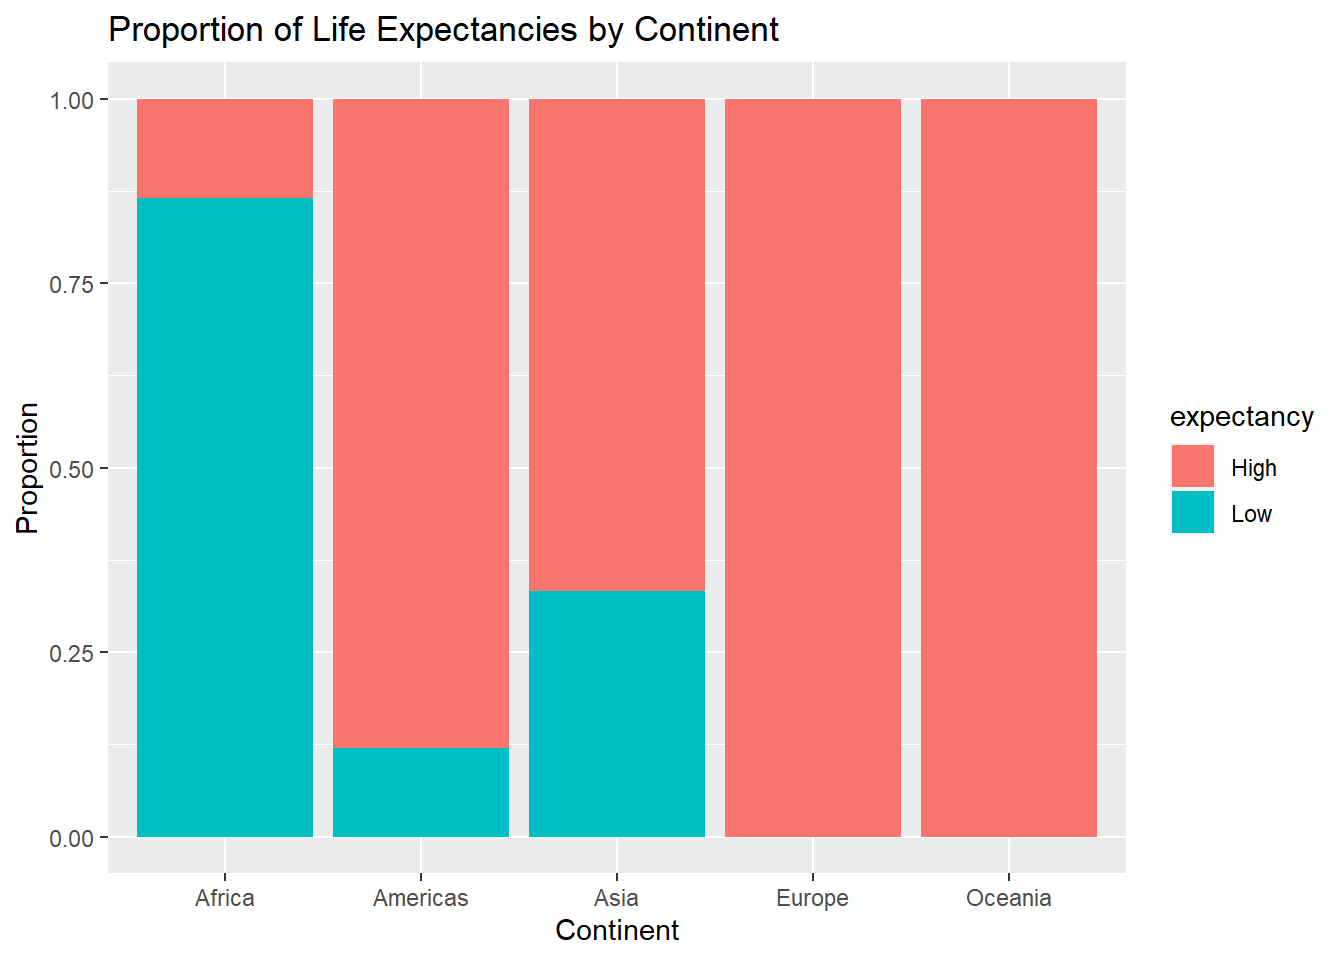 Proportion of Life Expectancies by Continent
1.00
0.75
0.50
0.25
0.00
Proportion
Africa Americas Asia Europe Oceania
Continent
expectancy
High
Low